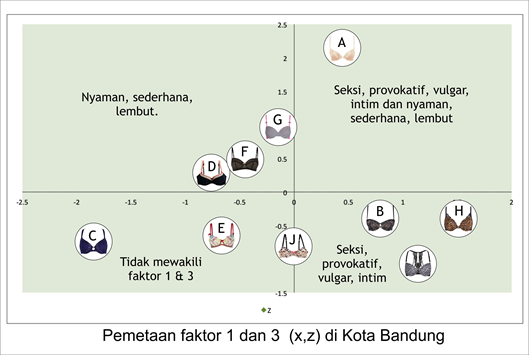 2.5
A
2
Seksi, provokatif, vulgar,
intim dan nyaman,
sederhana, lembut
Nyaman, sederhana,
lembut.
1.5
G
F
D
0.5
-2.5 -2 -1.5 -1 -0.5 0 0.5 1 1.5 2
0
C
E
J
B
H
-0.5
Tidak mewakili
faktor 1 & 3
Seksi,
provokatif,
vulgar, intim
-1.5
z
Pemetaan faktor 1 dan 3 (x,z) di Kota Bandung